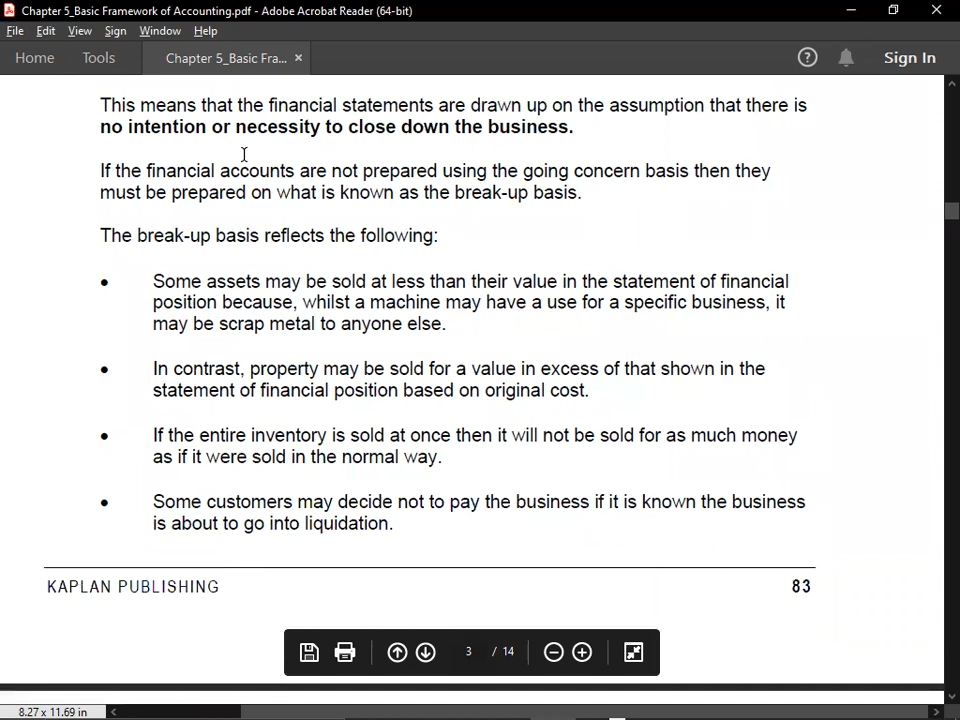 Chapter 5_Basic Framework of Accounting.pdf - Adobe Acrobat Reader (64-bit)
File Edit View Sign Window Help
Home Tools Chapter 5_Basic Fra... × Sign In
This means that the financial statements are drawn up on the assumption that there is
no intention or necessity to close down the business.
If the financial accounts are not prepared using the going concern basis then they
must be prepared on what is known as the break-up basis.
The break-up basis reflects the following:
• Some assets may be sold at less than their value in the statement of financial
position because, whilst a machine may have a use for a specific business, it
may be scrap metal to anyone else.
• In contrast, property may be sold for a value in excess of that shown in the
statement of financial position based on original cost.
• If the entire inventory is sold at once then it will not be sold for as much money
as if it were sold in the normal way.
• Some customers may decide not to pay the business if it is known the business
is about to go into liquidation.
KAPLAN PUBLISHING 83
3 / 14
8.27 x 11.69 in